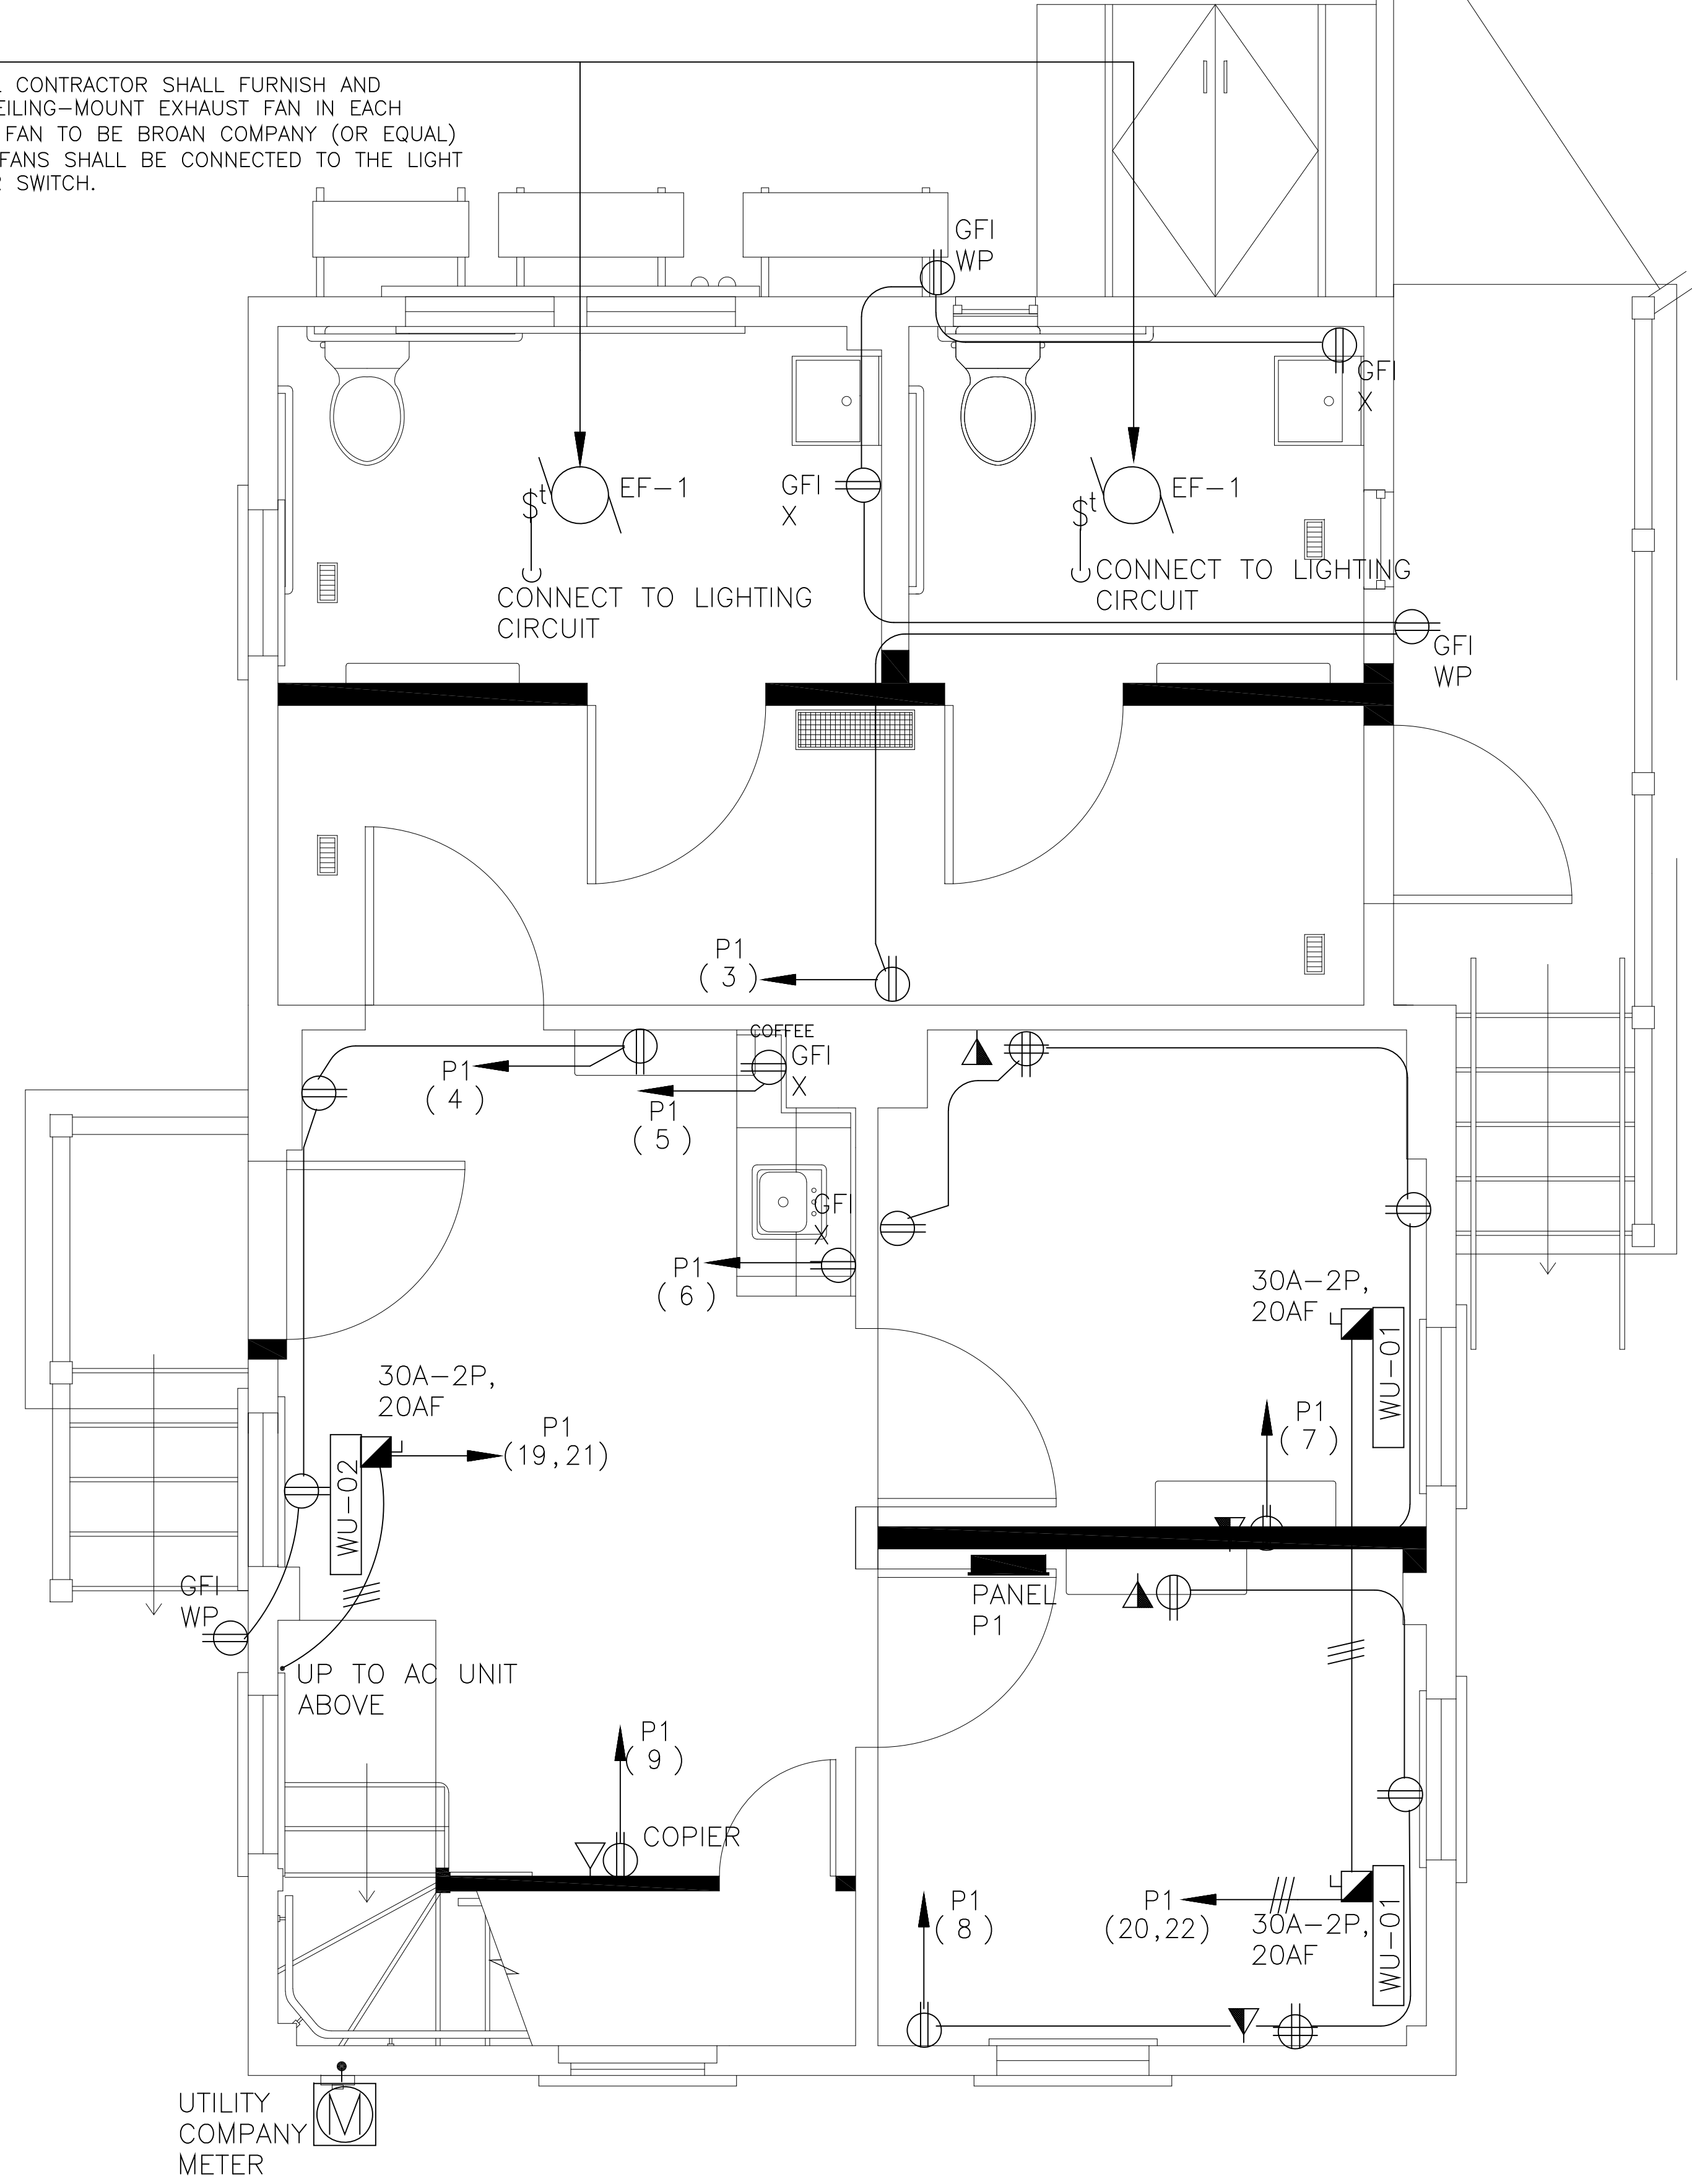 CONTRACTOR SHALL FURNISH AND
EILING–MOUNT EXHAUST FAN IN EACH
FAN TO BE BROAN COMPANY (OR EQUAL)
FANS SHALL BE CONNECTED TO THE LIGHT
SWITCH.
GFI
WP
GFI
X
EF–1
GFI
X
EF–1
$t
$t
CONNECT TO LIGHTING
CIRCUIT
CONNECT TO LIGHTING
CIRCUIT
GFI
WP
P1
( 3 )
COFFEE
GFI
X
P1
( 4 )
P1
( 5 )
GFI
X
P1
( 6 )
30A–2P,
20AF
WU–01
30A–2P,
20AF
P1
(19,21)
WU–02
P1
( 7 )
GFI
WP
PANEL
P1
UP TO AC UNIT
ABOVE
P1
( 9 )
COPIER
P1
( 8 )
P1
(20,22)
30A–2P,
20AF
WU–01
UTILITY
COMPANY
METER
M